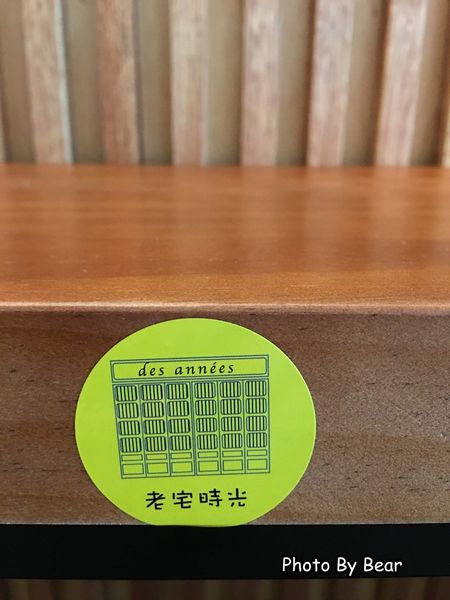 des années
老宅時光
Photo By Bear